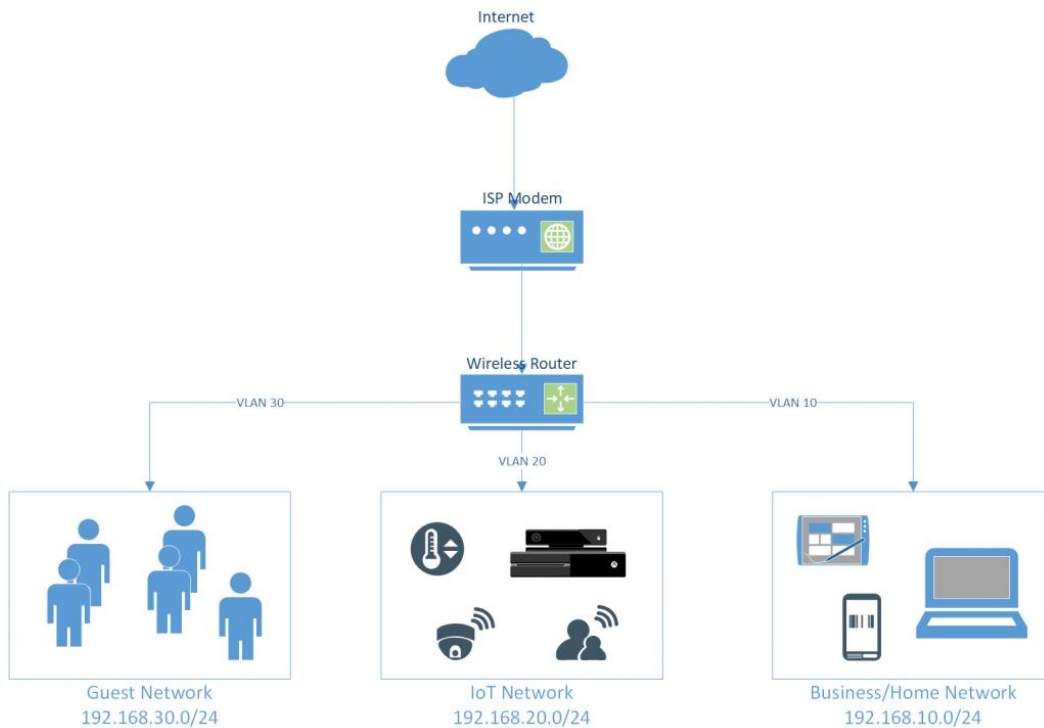 Internet
ISP Modem
Wireless Router
VLAN 30
VLAN 10
VLAN 20
Guest Network
192.168.30.0/24
IoT Network
192.168.20.0/24
Business/Home Network
192.168.10.0/24